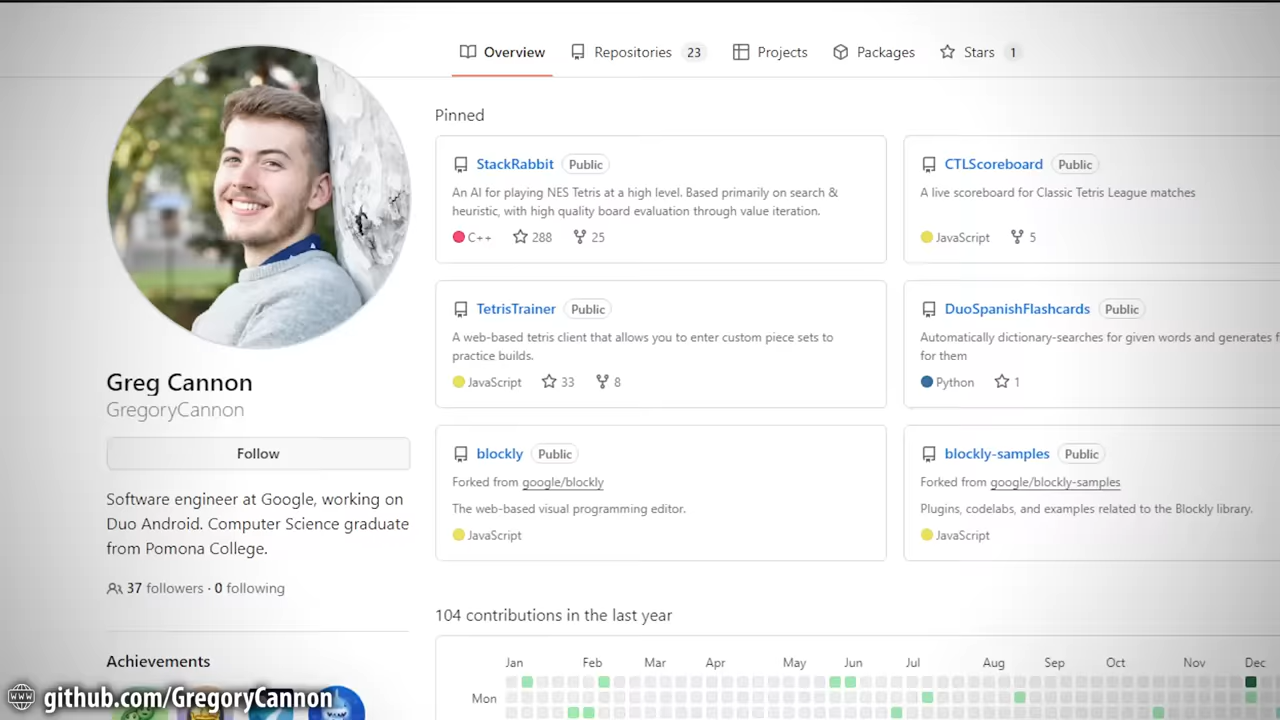 Overview
Repositories 23
Projects
Packages
Stars 1
Pinned
StackRabbit Public
An AI for playing NES Tetris at a high level. Based primarily on search &
heuristic, with high quality board evaluation through value iteration.
C++ 288 25
CTLScoreboard Public
A live scoreboard for Classic Tetris League matches
JavaScript 5
TetrisTrainer Public
A web-based tetris client that allows you to enter custom piece sets to
practice builds.
JavaScript 33 8
DuoSpanishFlashcards Public
Automatically dictionary-searches for given words and generates
for them
Python 1
blockly Public
Forked from google/blockly
The web-based visual programming editor.
JavaScript
blockly-samples Public
Forked from google/blockly-samples
Plugins, codelabs, and examples related to the Blockly library.
JavaScript
Greg Cannon
GregoryCannon
Follow
Software engineer at Google, working on
Duo Android. Computer Science graduate
from Pomona College.
37 followers · 0 following
Achievements
104 contributions in the last year
Jan Feb Mar Apr May Jun Jul Aug Sep Oct Nov Dec
Mon
github.com/GregoryCannon